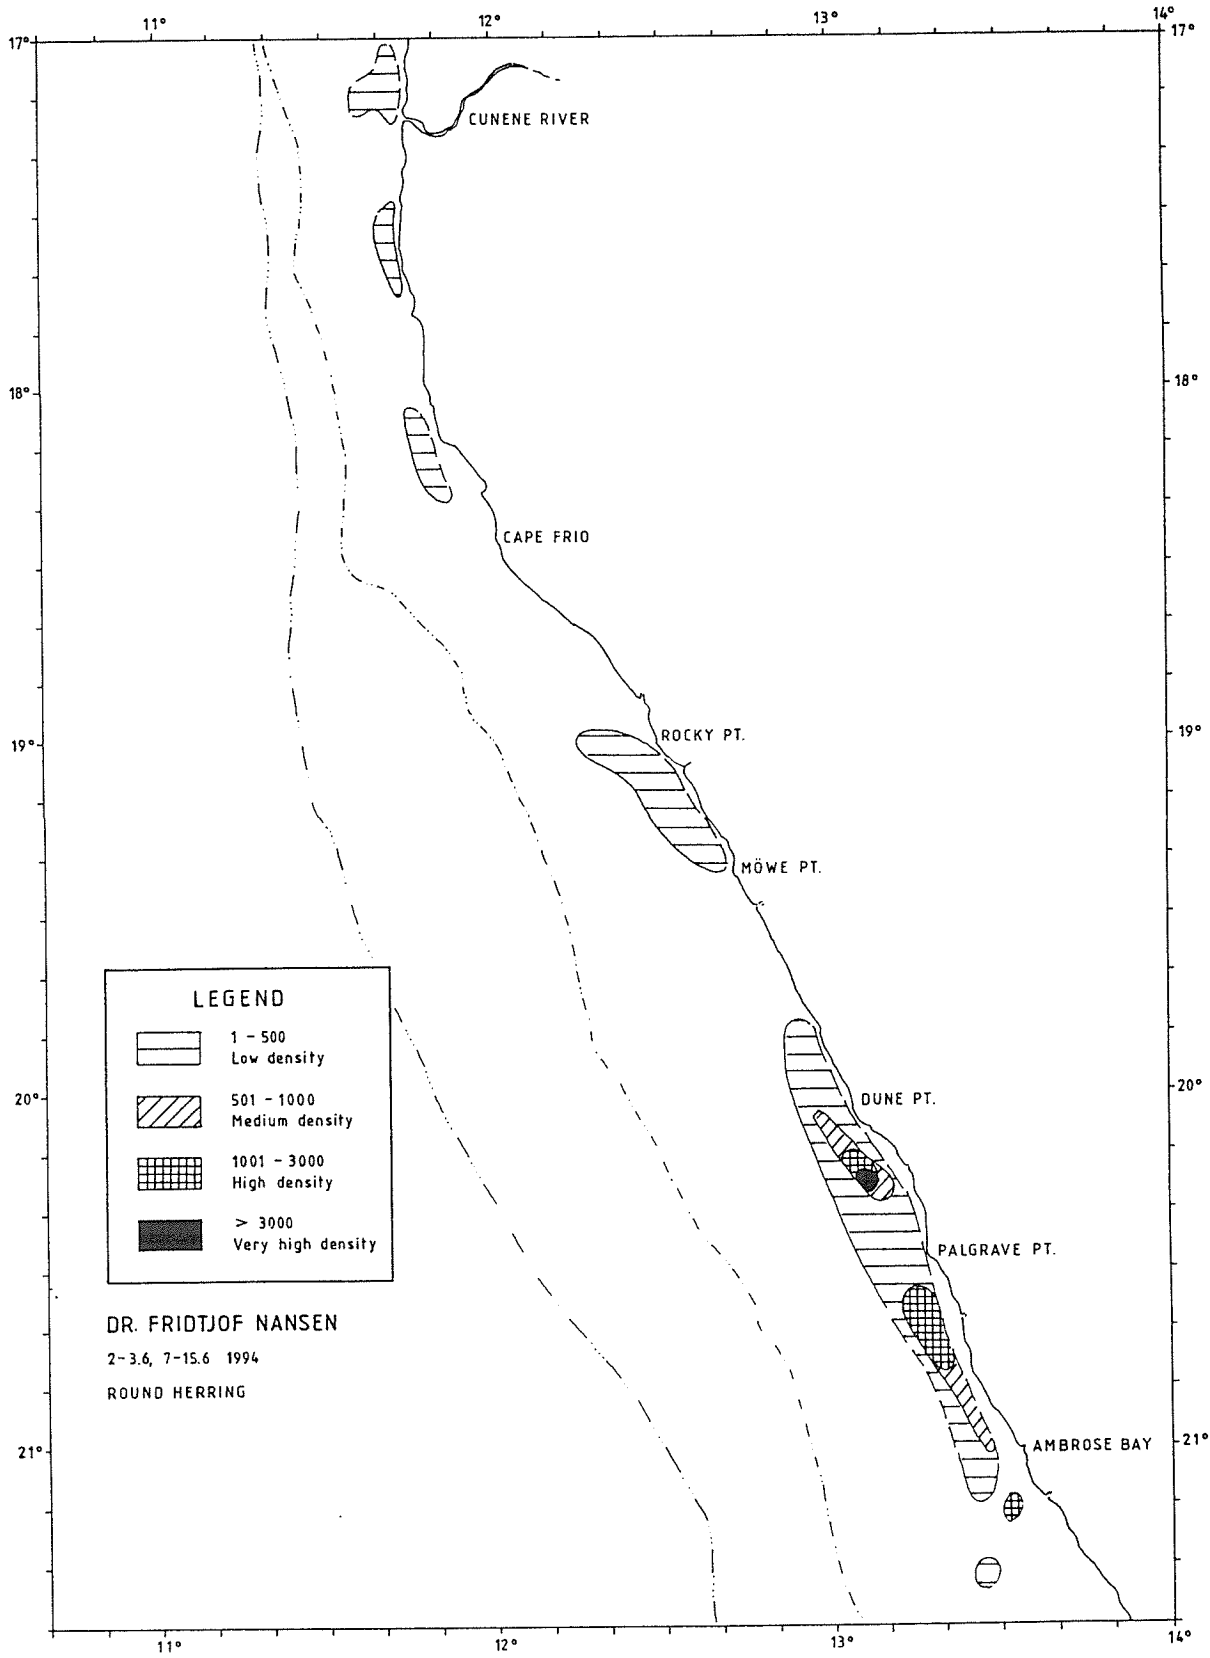 11°
12°
13°
14°
17°
17°
CUNENE RIVER
18°
18°
CAPE FRIO
19°
ROCKY PT.
19°
MÖWE PT.
LEGEND
1 - 500
Low density
501 - 1000
Medium density
1001 - 3000
High density
> 3000
Very high density
20°
DUNE PT.
20°
PALGRAVE PT.
DR. FRIDTJOF NANSEN
2-3.6, 7-15.6 1994
ROUND HERRING
21°
AMBROSE BAY
21°
11°
12°
13°
14°